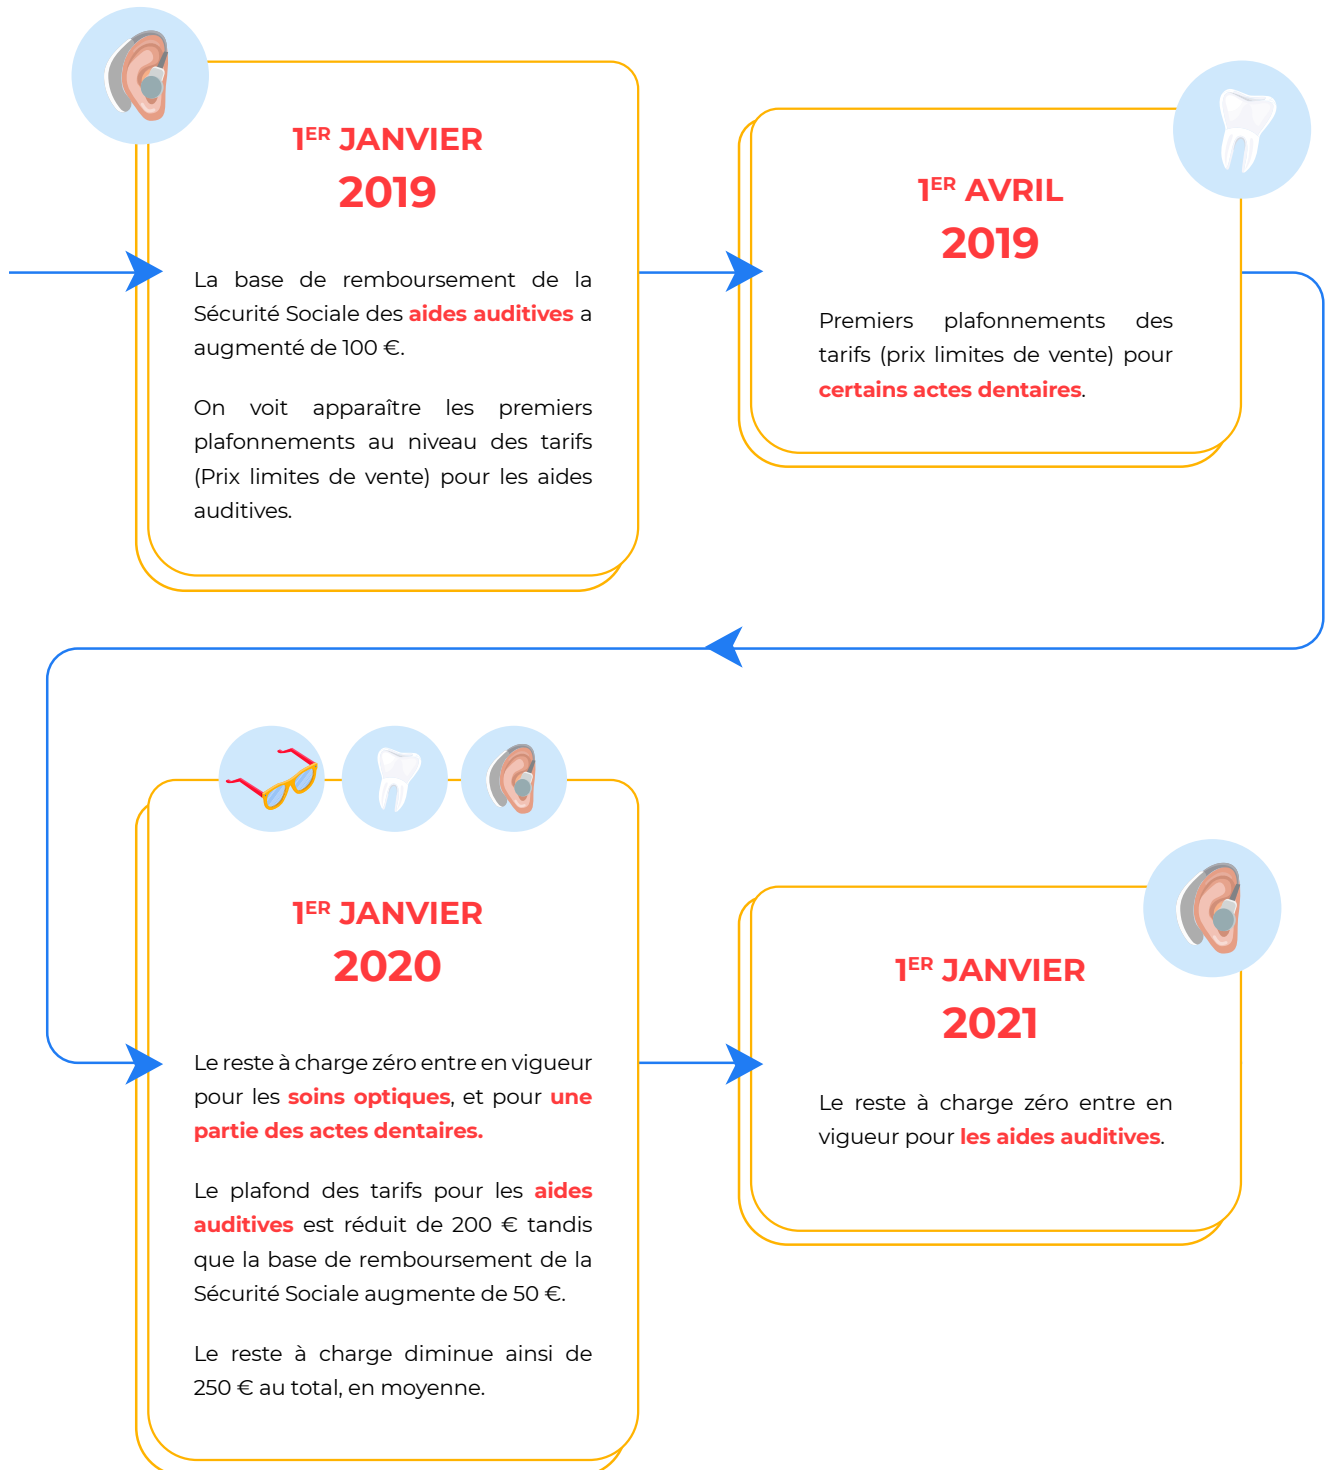 1ER JANVIER
2019
La base de remboursement de la
Sécurité Sociale des aides auditives a
augmenté de 100 €.
On voit apparaître les premiers
plafonnements au niveau des tarifs
(Prix limites de vente) pour les aides
auditives.
1ER AVRIL
2019
Premiers plafonnements des
tarifs (prix limites de vente) pour
certains actes dentaires.
1ER JANVIER
2020
Le reste à charge zéro entre en vigueur
pour les soins optiques, et pour une
partie des actes dentaires.
Le plafond des tarifs pour les aides
auditives est réduit de 200 € tandis
que la base de remboursement de la
Sécurité Sociale augmente de 50 €.
Le reste à charge diminue ainsi de
250 € au total, en moyenne.
1ER JANVIER
2021
Le reste à charge zéro entre en
vigueur pour les aides auditives.